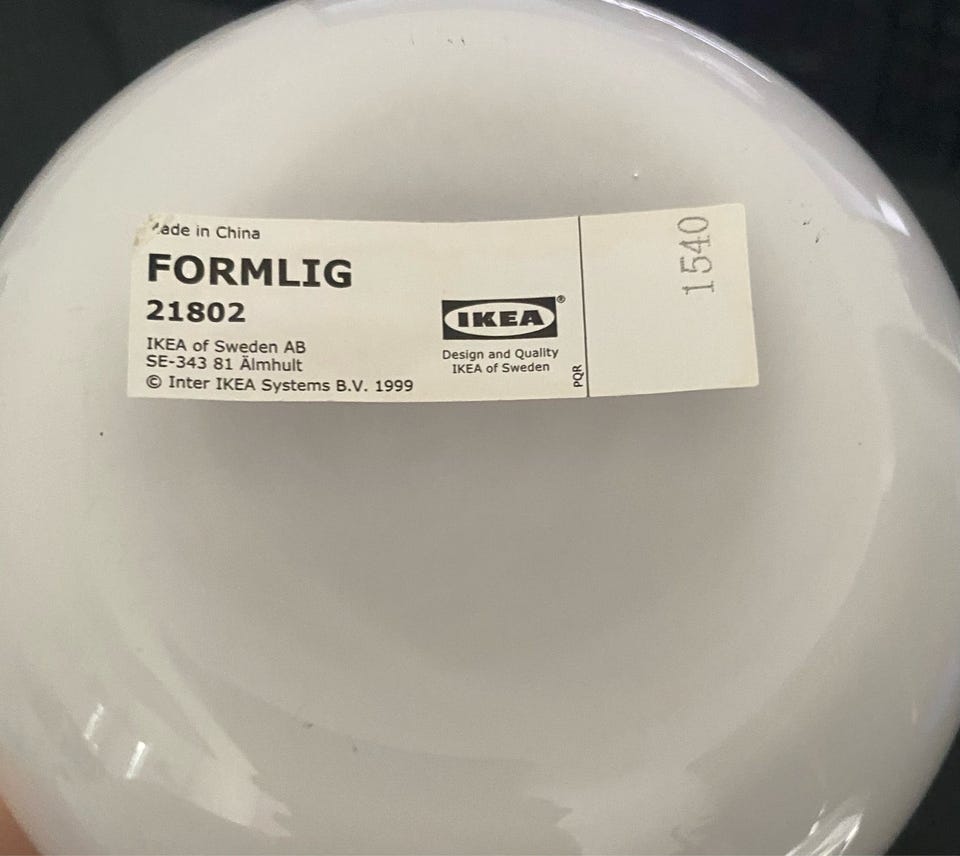 ade in China
FORMLIG
21802
IKEA of Sweden AB
SE-343 81 Älmhult
© Inter IKEA Systems B.V. 1999
IKEA®
Design and Quality
IKEA of Sweden
PQR
1540